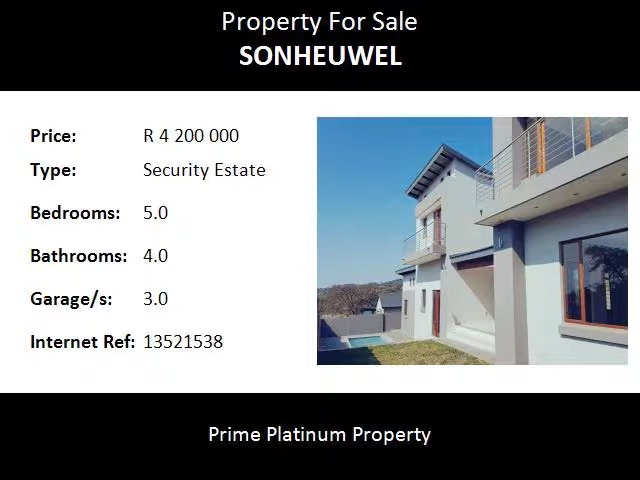 Property For Sale
SONHEUWEL
Price: R 4 200 000
Type: Security Estate
Bedrooms: 5.0
Bathrooms: 4.0
Garage/s: 3.0
Internet Ref: 13521538
Prime Platinum Property